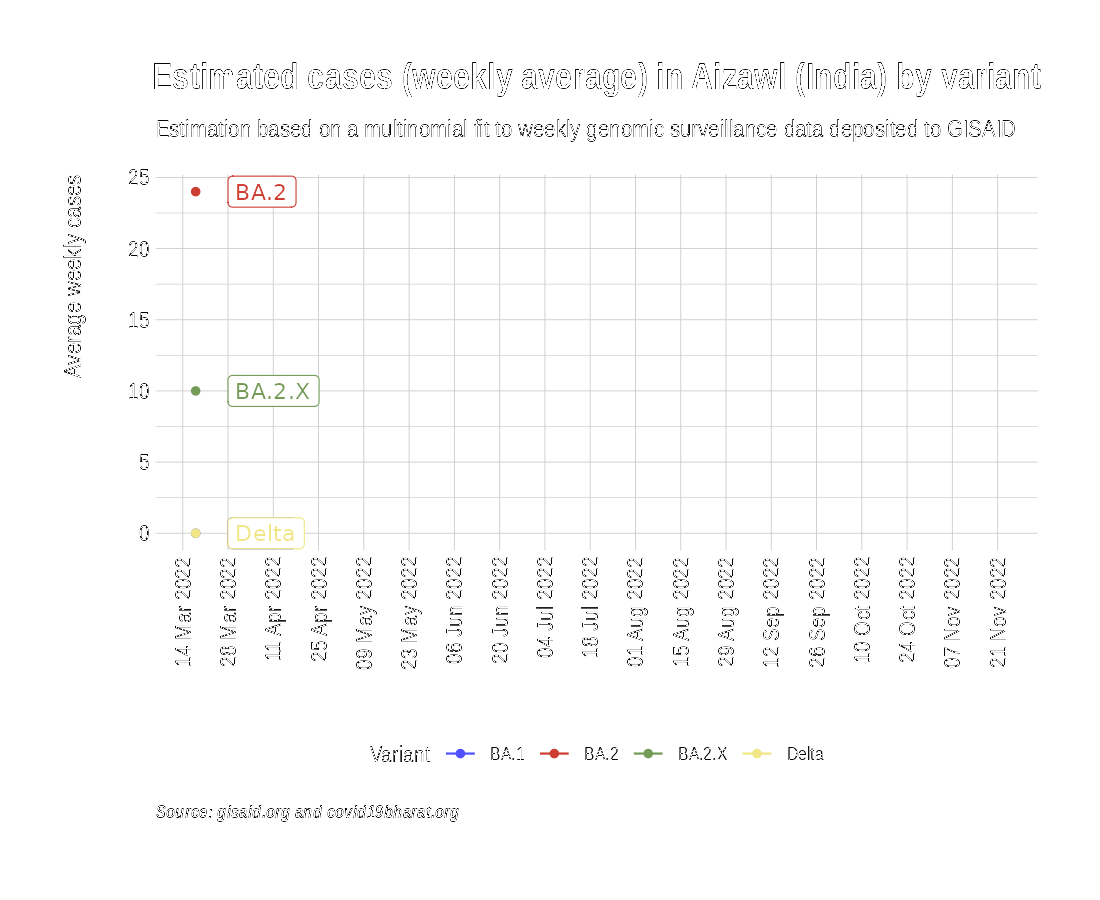 Estimated cases (weekly average) in Aizawl (India) by variant
Estimation based on a multinomial fit to weekly genomic surveillance data deposited to GISAID
Average weekly cases
25
20
15
10
5
0
BA.2
BA.2.X
Delta
14 Mar 2022
28 Mar 2022
11 Apr 2022
25 Apr 2022
09 May 2022
23 May 2022
06 Jun 2022
20 Jun 2022
04 Jul 2022
18 Jul 2022
01 Aug 2022
15 Aug 2022
29 Aug 2022
12 Sep 2022
26 Sep 2022
10 Oct 2022
24 Oct 2022
07 Nov 2022
21 Nov 2022
Variant BA.1 BA.2 BA.2.X Delta
Source: gisaid.org and covid19bharat.org